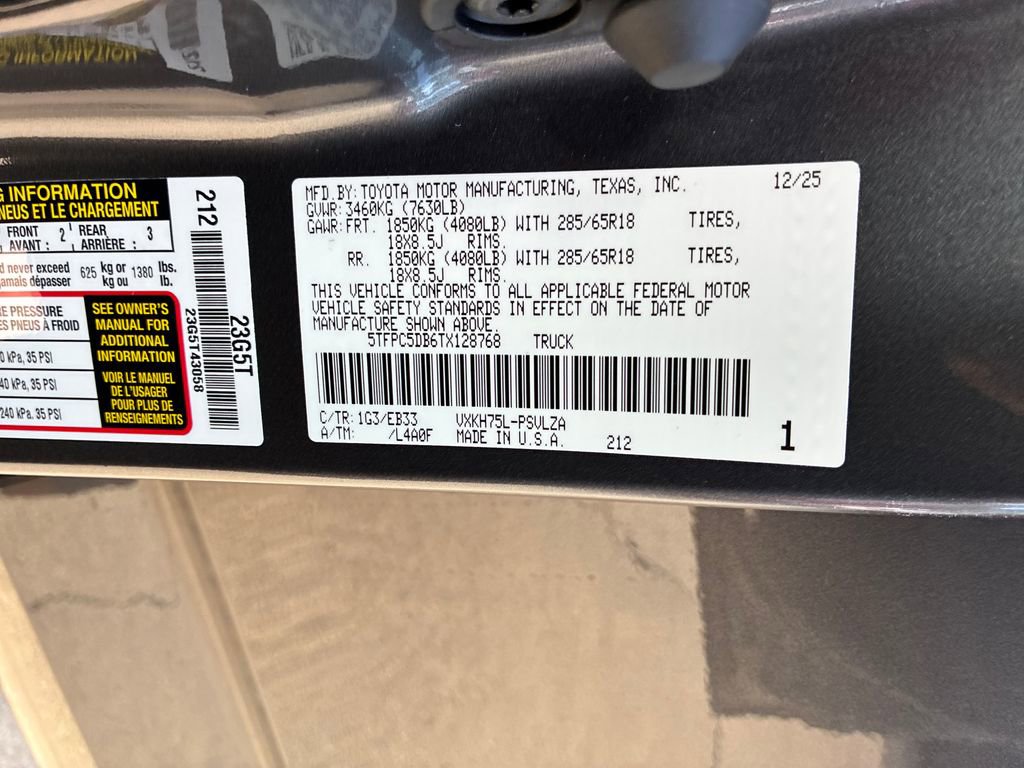 G INFORMATION
NEUS ET LE CHARGEMENT
FRONT 2 REAR 3
AVANT : ARRIÈRE :
d never exceed 625 kg or 1380 lbs.
jamais dépasser kg ou lb.
RE PRESSURE
ES PNEUS À FROID
0 kPa, 35 PSI
40 kPa, 35 PSI
240 kPa, 35 PSI
SEE OWNER'S
MANUAL FOR
ADDITIONAL
INFORMATION
VOIR LE MANUEL
DE L'USAGER
POUR PLUS DE
RENSEIGNEMENTS
212
23G5T43058
23G5T
MFD. BY: TOYOTA MOTOR MANUFACTURING, TEXAS, INC. 12/25
GVWR: 3460KG (7630LB)
GAWR: FRT. 1850KG (4080LB) WITH 285/65R18 TIRES,
18X8.5J RIMS.
RR. 1850KG (4080LB) WITH 285/65R18 TIRES,
18X8.5J RIMS.
THIS VEHICLE CONFORMS TO ALL APPLICABLE FEDERAL MOTOR
VEHICLE SAFETY STANDARDS IN EFFECT ON THE DATE OF
MANUFACTURE SHOWN ABOVE.
5TFPC5DB6TX128768 TRUCK
C/TR: 1G3/EB33 VXKH75L-PSVLZA
A/TM: /L4A0F MADE IN U.S.A. 212
1